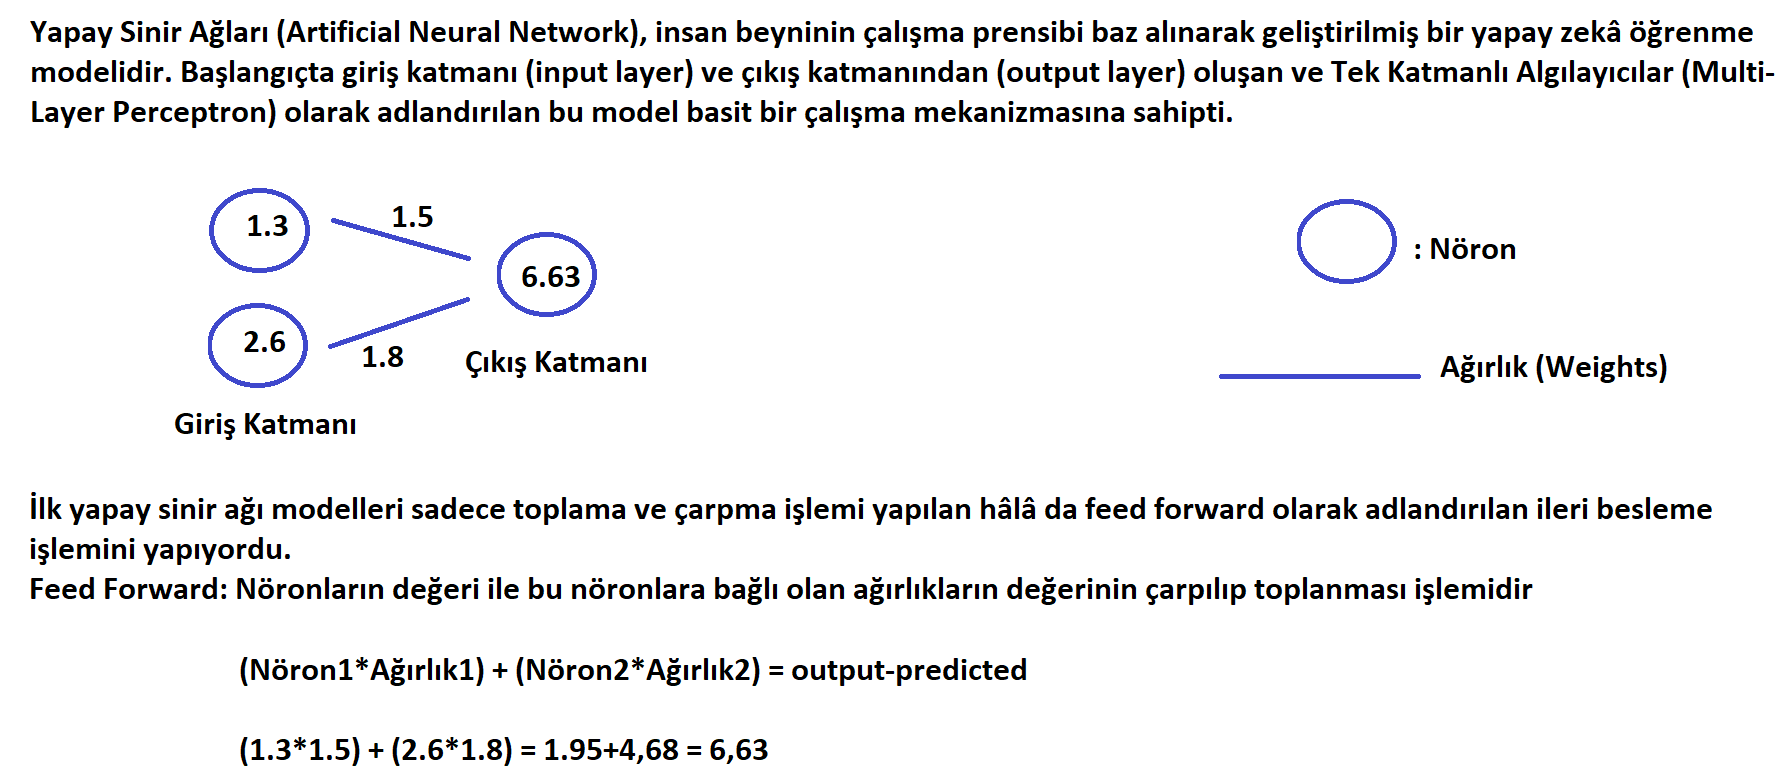 Yapay Sinir Ağları (Artificial Neural Network), insan beyninin çalışma prensibi baz alınarak geliştirilmiş bir yapay zekâ öğrenme
modelidir. Başlangıçta giriş katmanı (input layer) ve çıkış katmanından (output layer) oluşan ve Tek Katmanlı Algılayıcılar (Multi-
Layer Perceptron) olarak adlandırılan bu model basit bir çalışma mekanizmasına sahipti.
1.3
1.5
6.63
2.6
1.8
Çıkış Katmanı
Giriş Katmanı
: Nöron
Ağırlık (Weights)
İlk yapay sinir ağı modelleri sadece toplama ve çarpma işlemi yapılan hâlâ da feed forward olarak adlandırılan ileri besleme
işlemini yapıyordu.
Feed Forward: Nöronların değeri ile bu nöronlara bağlı olan ağırlıkların değerinin çarpılıp toplanması işlemidir
(Nöron1*Ağırlık1) + (Nöron2*Ağırlık2) = output-predicted
(1.3*1.5) + (2.6*1.8) = 1.95+4,68 = 6,63